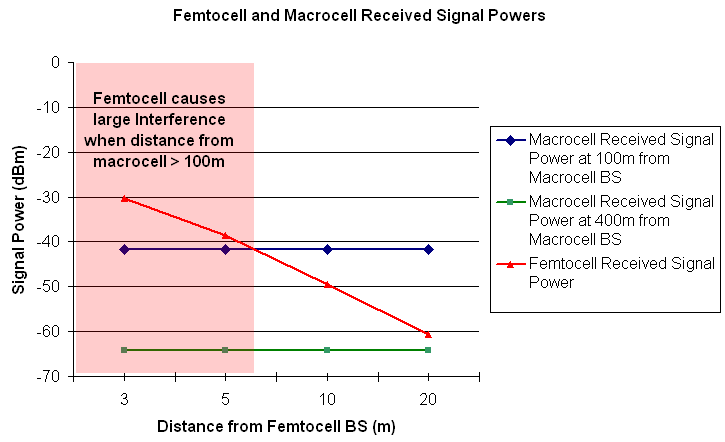 Femtocell and Macrocell Received Signal Powers
0
-10
-20
-30
-40
-50
-60
-70
Signal Power (dBm)
Femtocell causes
large Interference
when distance from
macrocell > 100m
3
5
10
20
Distance from Femtocell BS (m)
Macrocell Received Signal
Power at 100m from
Macrocell BS
Macrocell Received Signal
Power at 400m from
Macrocell BS
Femtocell Received Signal
Power